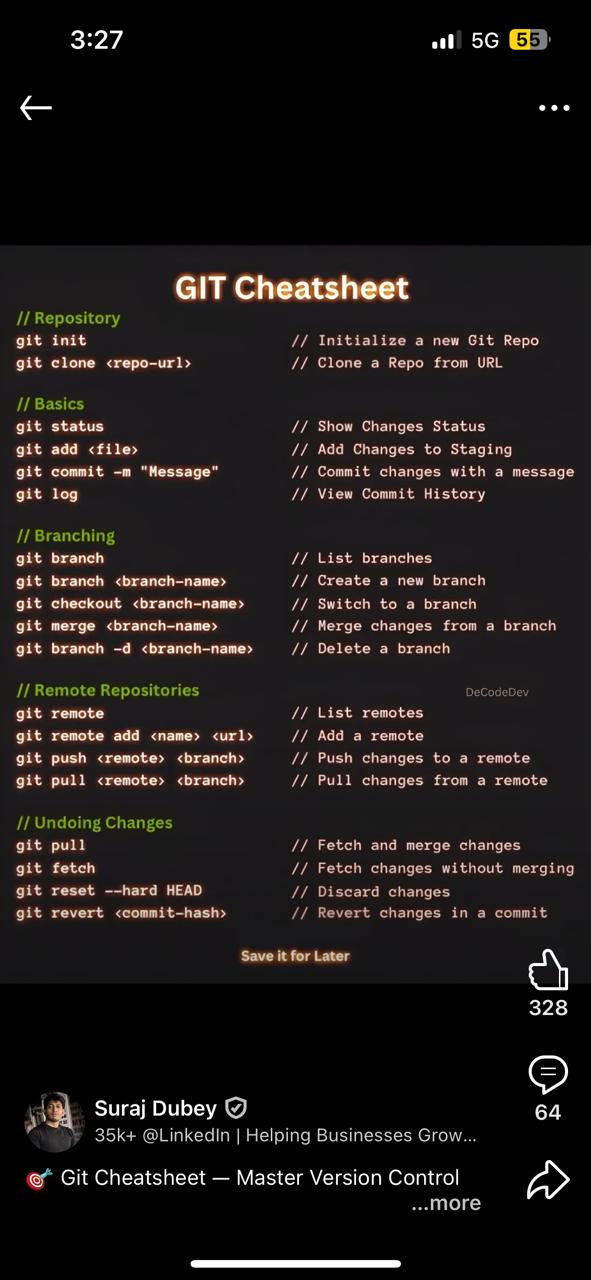 3:27 5G 55
GIT Cheatsheet
// Repository
git init // Initialize a new Git Repo
git clone <repo-url> // Clone a Repo from URL
// Basics
git status // Show Changes Status
git add <file> // Add Changes to Staging
git commit -m "Message" // Commit changes with a message
git log // View Commit History
// Branching
git branch // List branches
git branch <branch-name> // Create a new branch
git checkout <branch-name> // Switch to a branch
git merge <branch-name> // Merge changes from a branch
git branch -d <branch-name> // Delete a branch
// Remote Repositories DeCodeDev
git remote // List remotes
git remote add <name> <url> // Add a remote
git push <remote> <branch> // Push changes to a remote
git pull <remote> <branch> // Pull changes from a remote
// Undoing Changes
git pull // Fetch and merge changes
git fetch // Fetch changes without merging
git reset --hard HEAD // Discard changes
git revert <commit-hash> // Revert changes in a commit
Save it for Later
328
64
Suraj Dubey
35k+ @LinkedIn | Helping Businesses Grow...
🎯 Git Cheatsheet — Master Version Control
...more